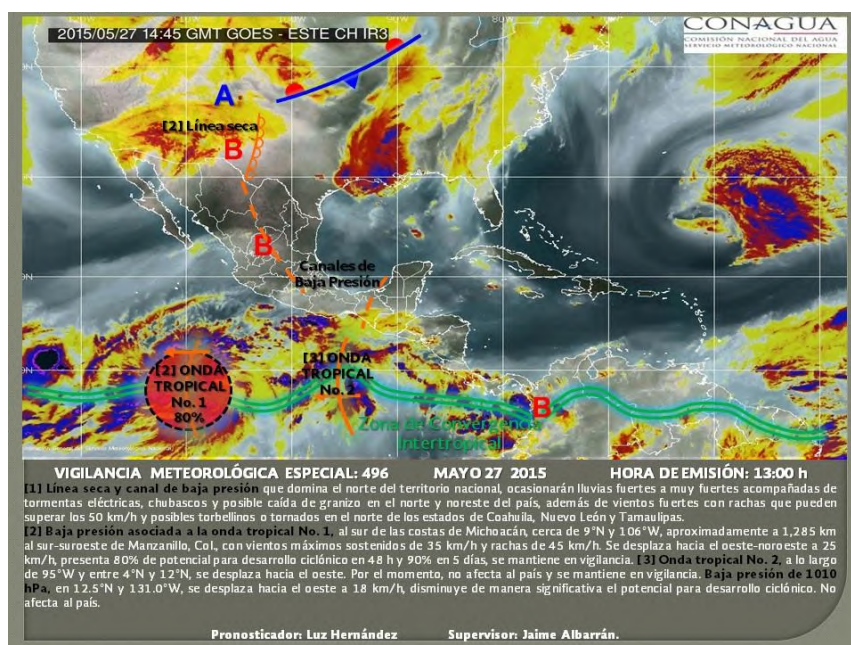 2015/05/27 14:45 GMT GOES - ESTE CH IR3
CONAGUA
COMISIÓN NACIONAL DEL AGUA
SERVICIO METEOROLÓGICO NACIONAL
A
[2] Línea seca
B
B
Canales de
Baja Presión
[2] ONDA
TROPICAL
No. 1
80%
[3] ONDA
TROPICAL
No. 2
B
Zona de Convergencia
Intertropical
VIGILANCIA METEOROLÓGICA ESPECIAL: 496 MAYO 27 2015 HORA DE EMISIÓN: 13:00 h
[1] Línea seca y canal de baja presión que domina el norte del territorio nacional, ocasionarán lluvias fuertes a muy fuertes acompañadas de
tormentas eléctricas, chubascos y posible caída de granizo en el norte y noreste del país, además de vientos fuertes con rachas que pueden
superar los 50 km/h y posibles torbellinos o tornados en el norte de los estados de Coahuila, Nuevo León y Tamaulipas.
[2] Baja presión asociada a la onda tropical No. 1, al sur de las costas de Michoacán, cerca de 9°N y 106°W, aproximadamente a 1,285 km
al sur-suroeste de Manzanillo, Col., con vientos máximos sostenidos de 35 km/h y rachas de 45 km/h. Se desplaza hacia el oeste-noroeste a 25
km/h, presenta 80% de potencial para desarrollo ciclónico en 48 h y 90% en 5 días, se mantiene en vigilancia. [3] Onda tropical No. 2, a lo largo
de 95°W y entre 4°N y 12°N, se desplaza hacia el oeste. Por el momento, no afecta al país y se mantiene en vigilancia. Baja presión de 1010
hPa, en 12.5°N y 131.0°W, se desplaza hacia el oeste a 18 km/h, disminuye de manera significativa el potencial para desarrollo ciclónico. No
afecta al país.
Pronosticador: Luz Hernández Supervisor: Jaime Albarrán.